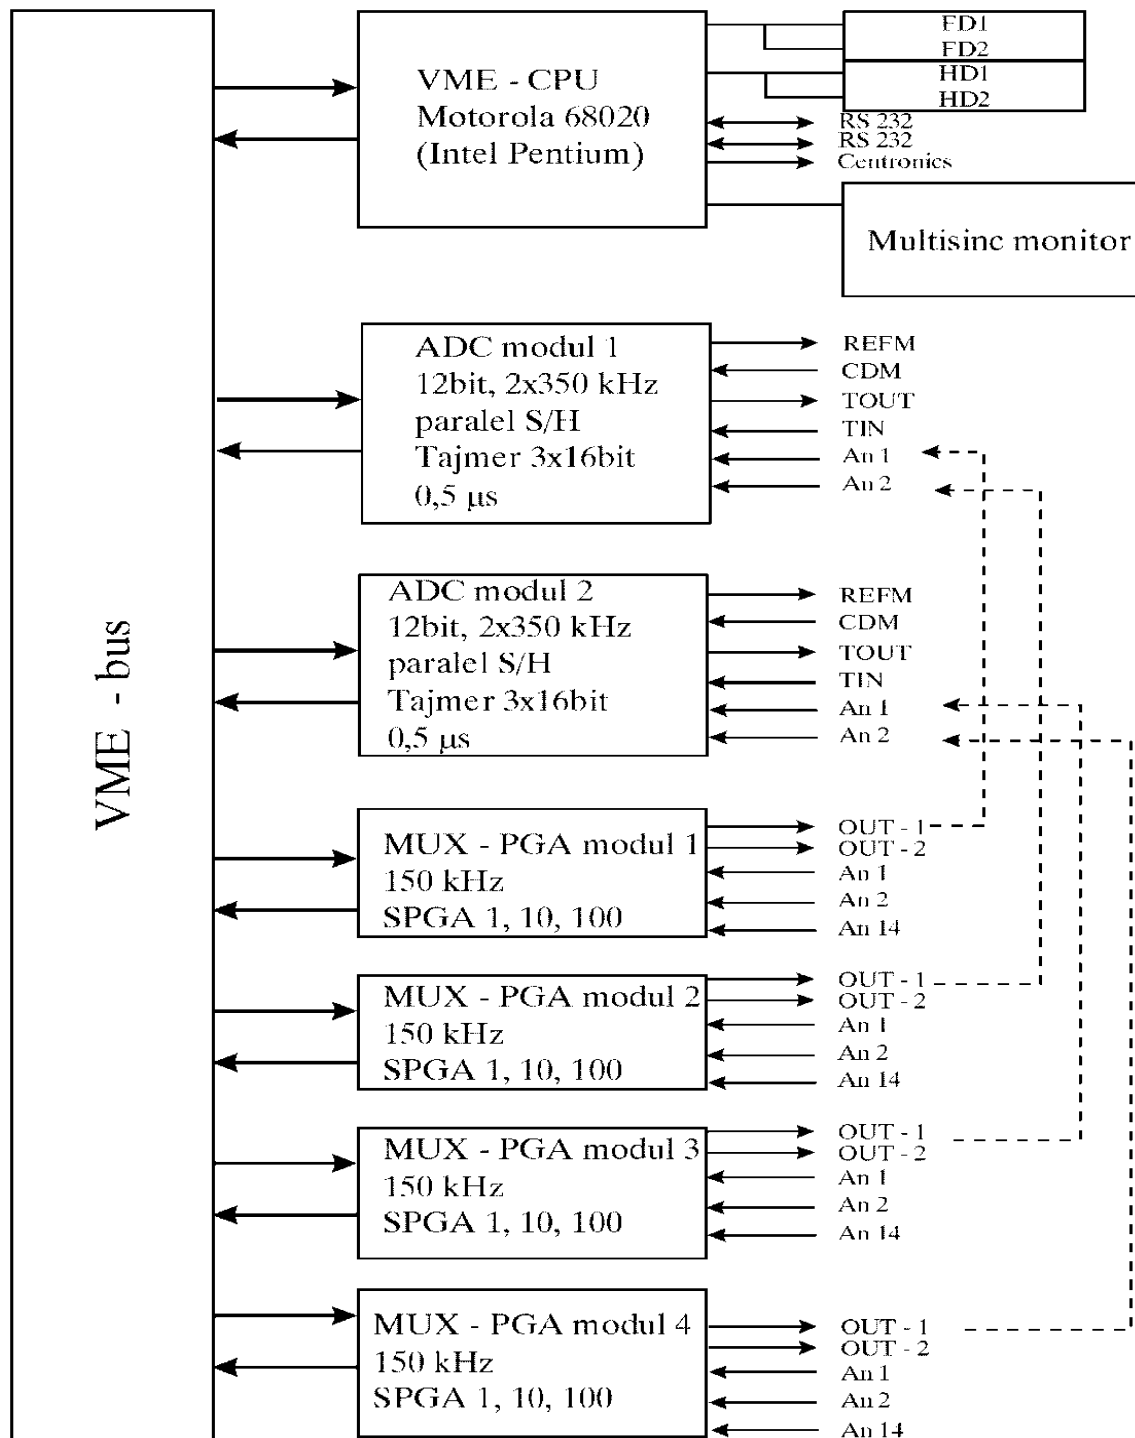 VME - bus
VME - CPU
Motorola 68020
(Intel Pentium)
FD1
FD2
HD1
HD2
RS 232
RS 232
Centronics
Multisinc monitor
ADC modul 1
12bit, 2x350 kHz
paralel S/H
Tajmer 3x16bit
0,5 μs
REFM
CDM
TOUT
TIN
An 1
An 2
ADC modul 2
12bit, 2x350 kHz
paralel S/H
Tajmer 3x16bit
0,5 μs
REFM
CDM
TOUT
TIN
An 1
An 2
MUX - PGA modul 1
150 kHz
SPGA 1, 10, 100
OUT - 1
OUT - 2
An 1
An 2
An 14
MUX - PGA modul 2
150 kHz
SPGA 1, 10, 100
OUT - 1
OUT - 2
An 1
An 2
An 14
MUX - PGA modul 3
150 kHz
SPGA 1, 10, 100
OUT - 1
OUT - 2
An 1
An 2
An 14
MUX - PGA modul 4
150 kHz
SPGA 1, 10, 100
OUT - 1
OUT - 2
An 1
An 2
An 14